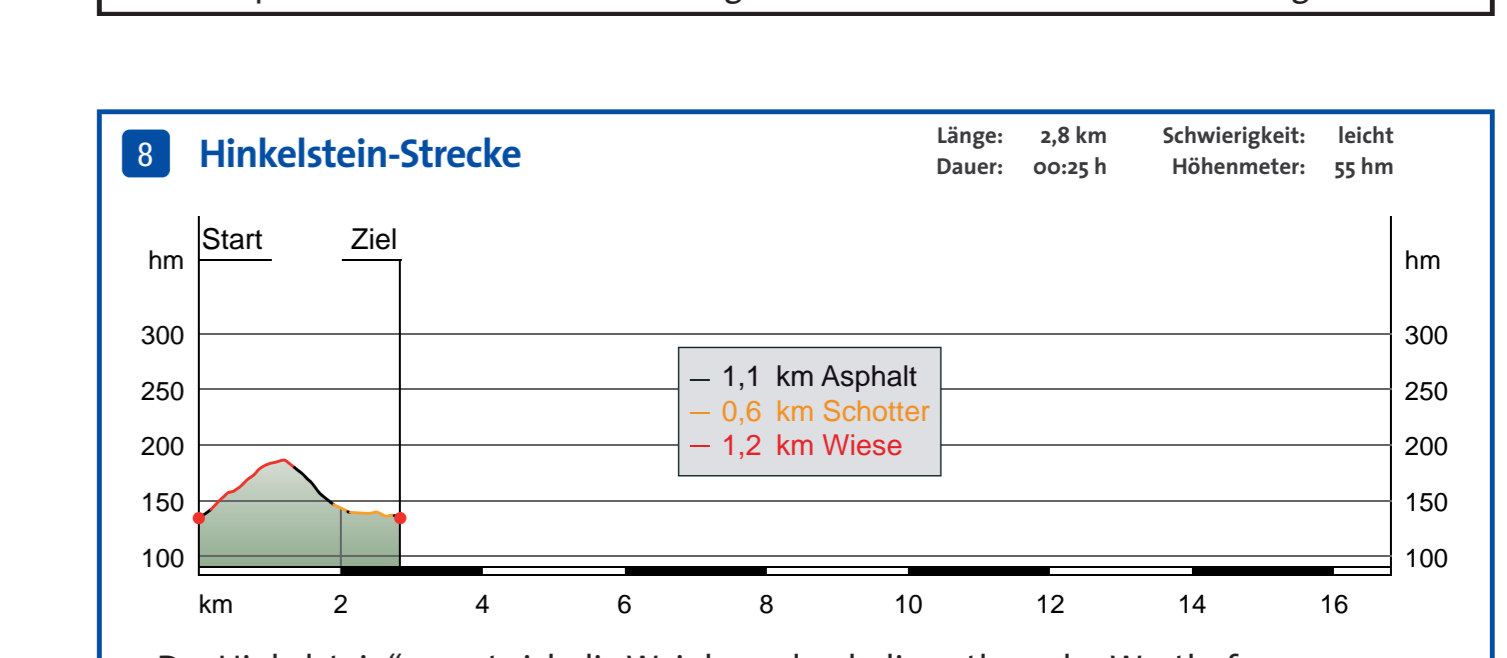 8 Hinkelstein-Strecke
Länge: 2,8 km Schwierigkeit: leicht
Dauer: 00:25 h Höhenmeter: 55 hm
Start Ziel
hm hm
300 300
1,1 km Asphalt
250 250
0,6 km Schotter
200 1,2 km Wiese 200
150 150
100 100
km 2 4 6 8 10 12 14 16